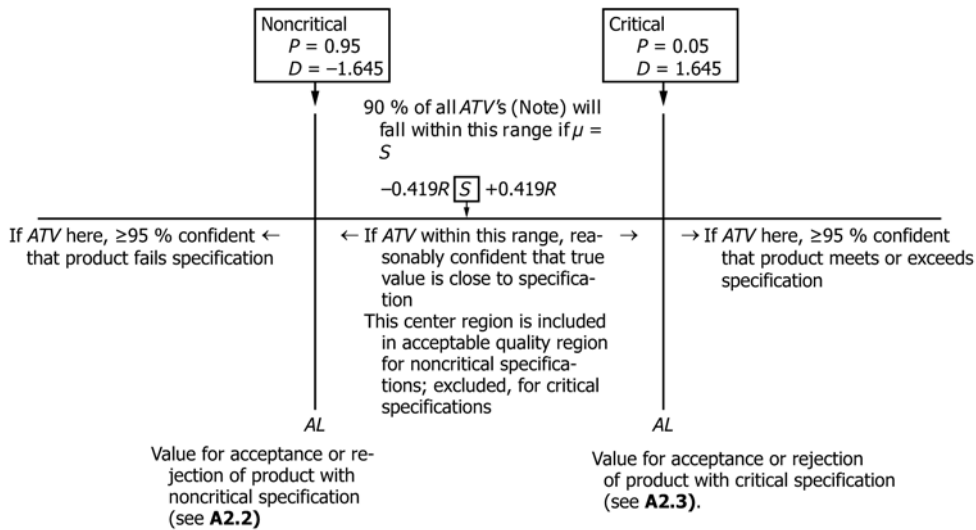 Noncritical
P = 0.95
D = –1.645
Critical
P = 0.05
D = 1.645
90 % of all ATV's (Note) will
fall within this range if μ =
S
–0.419R S +0.419R
If ATV here, ≥95 % confident ←
that product fails specification
← If ATV within this range, rea- →
sonably confident that true
value is close to specifica-
tion
This center region is included
in acceptable quality region
for noncritical specifica-
tions; excluded, for critical
specifications
→ If ATV here, ≥95 % confident
that product meets or exceeds
specification
AL
Value for acceptance or re-
jection of product with
noncritical specification
(see A2.2)
AL
Value for acceptance or rejection
of product with critical specification
(see A2.3).